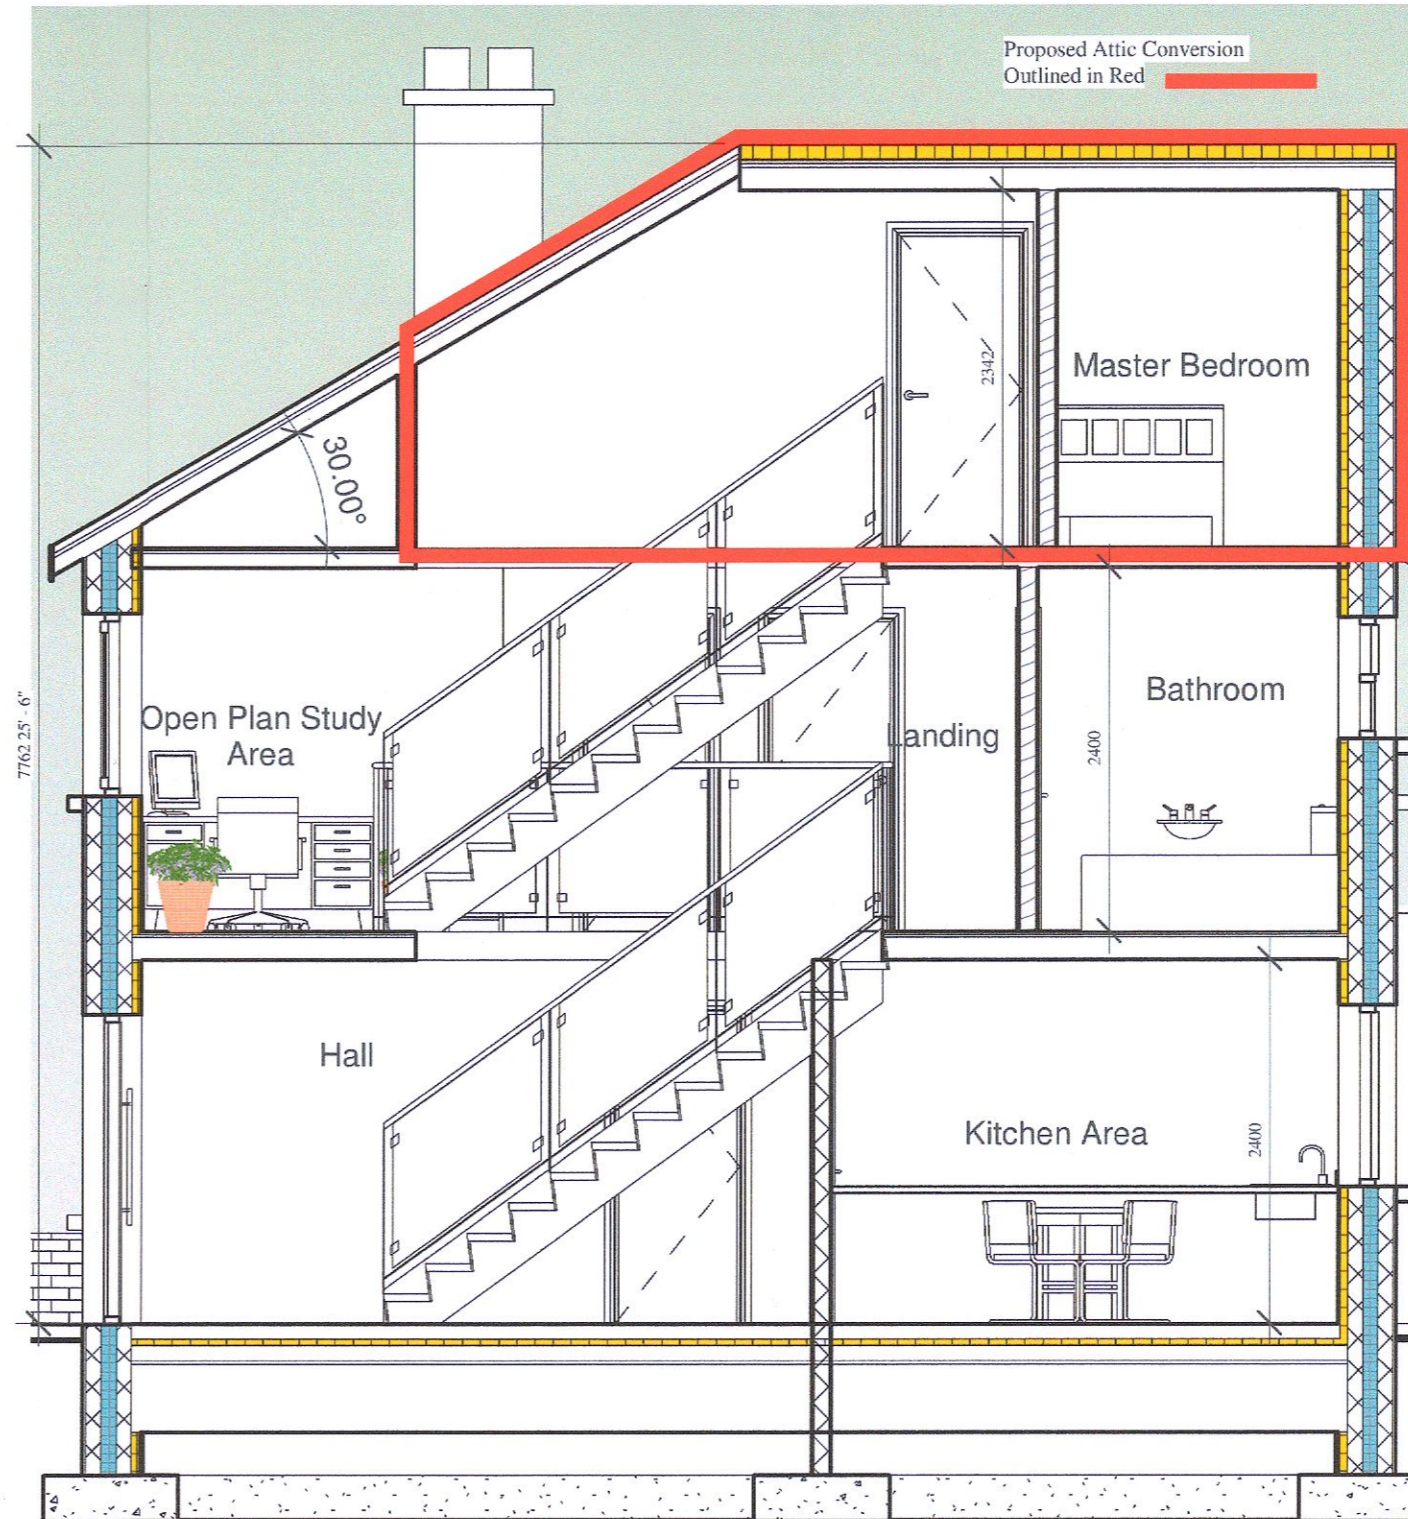 Proposed Attic Conversion
Outlined in Red
30.00°
2342
Master Bedroom
7762 25' - 6"
Open Plan Study
Area
Landing
2400
Bathroom
Hall
Kitchen Area
2400